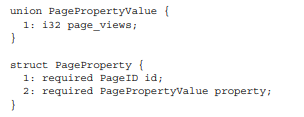 union PagePropertyValue {
  1: i32 page_views;
}
struct PageProperty {
  1: required PageID id;
  2: required PagePropertyValue property;
}